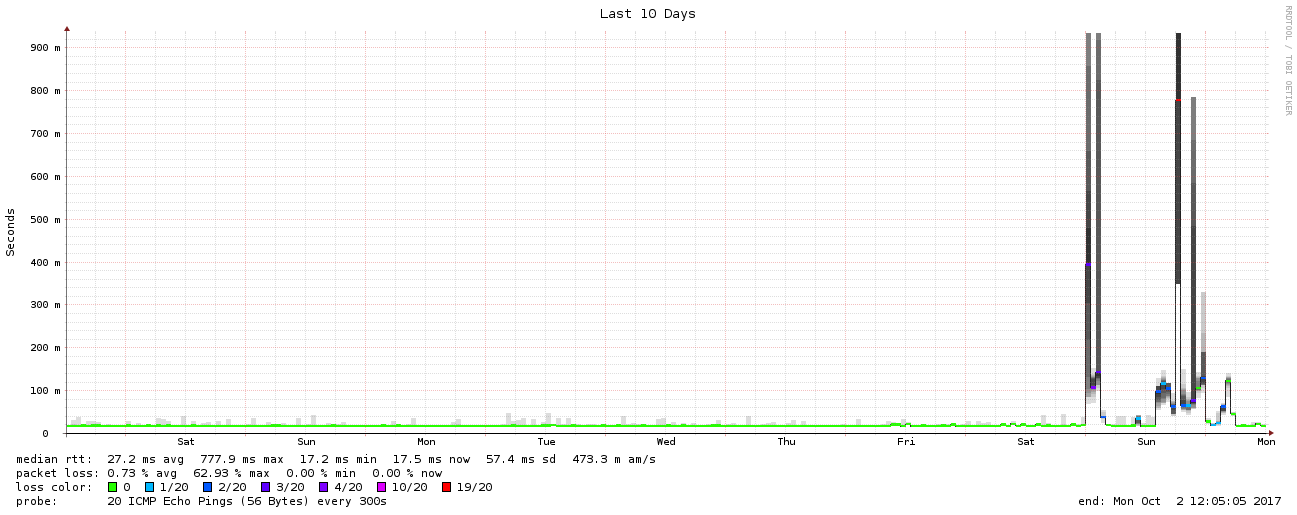 Last 10 Days
RRDTOOL / TOBI OETIKER
Seconds
900 m
800 m
700 m
600 m
500 m
400 m
300 m
200 m
100 m
0
Sat Sun Mon Tue Wed Thu Fri Sat Sun Mon
median rtt: 27.2 ms avg 777.9 ms max 17.2 ms min 17.5 ms now 57.4 ms sd 473.3 m am/s
packet loss: 0.73 % avg 62.93 % max 0.00 % min 0.00 % now
loss color: 0 1/20 2/20 3/20 4/20 10/20 19/20
probe: 20 ICMP Echo Pings (56 Bytes) every 300s end: Mon Oct 2 12:05:05 2017